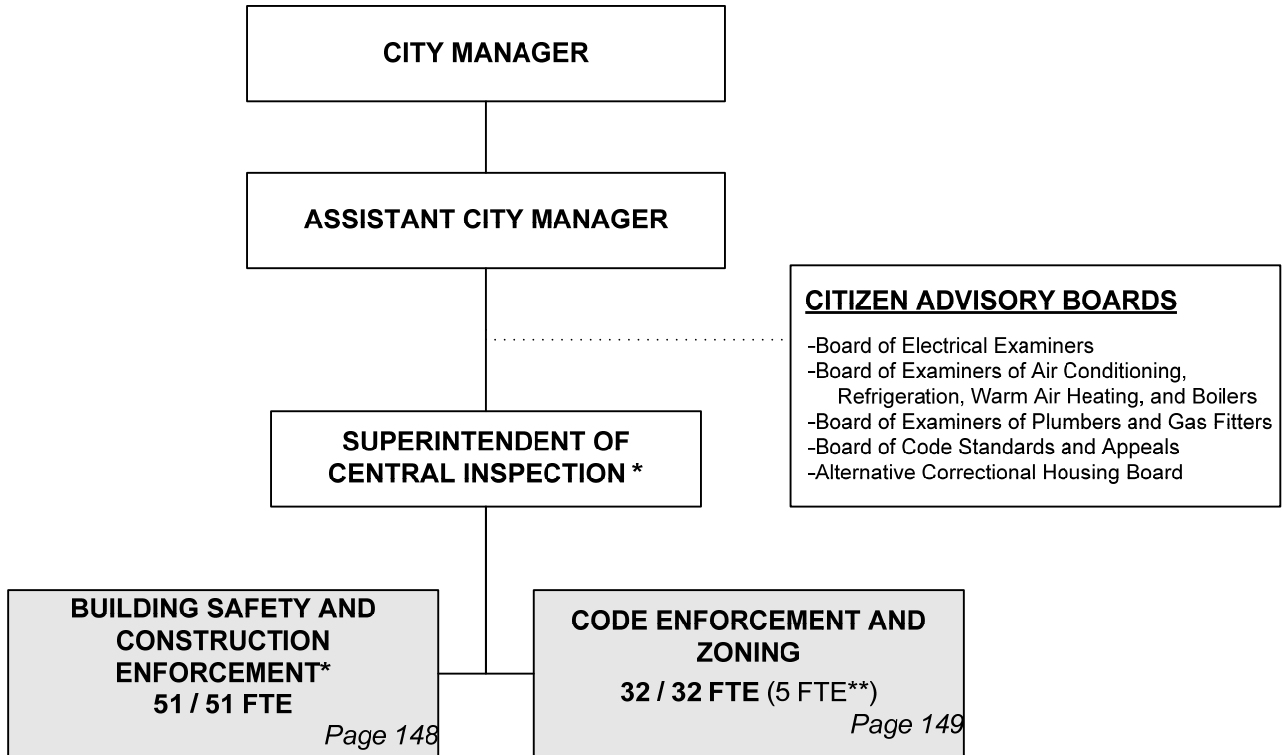 CITY MANAGER
ASSISTANT CITY MANAGER
CITIZEN ADVISORY BOARDS
-Board of Electrical Examiners
-Board of Examiners of Air Conditioning,
Refrigeration, Warm Air Heating, and Boilers
-Board of Examiners of Plumbers and Gas Fitters
-Board of Code Standards and Appeals
-Alternative Correctional Housing Board
SUPERINTENDENT OF
CENTRAL INSPECTION *
BUILDING SAFETY AND
CONSTRUCTION
ENFORCEMENT*
51 / 51 FTE
Page 148
CODE ENFORCEMENT AND
ZONING
32 / 32 FTE (5 FTE**)
Page 149